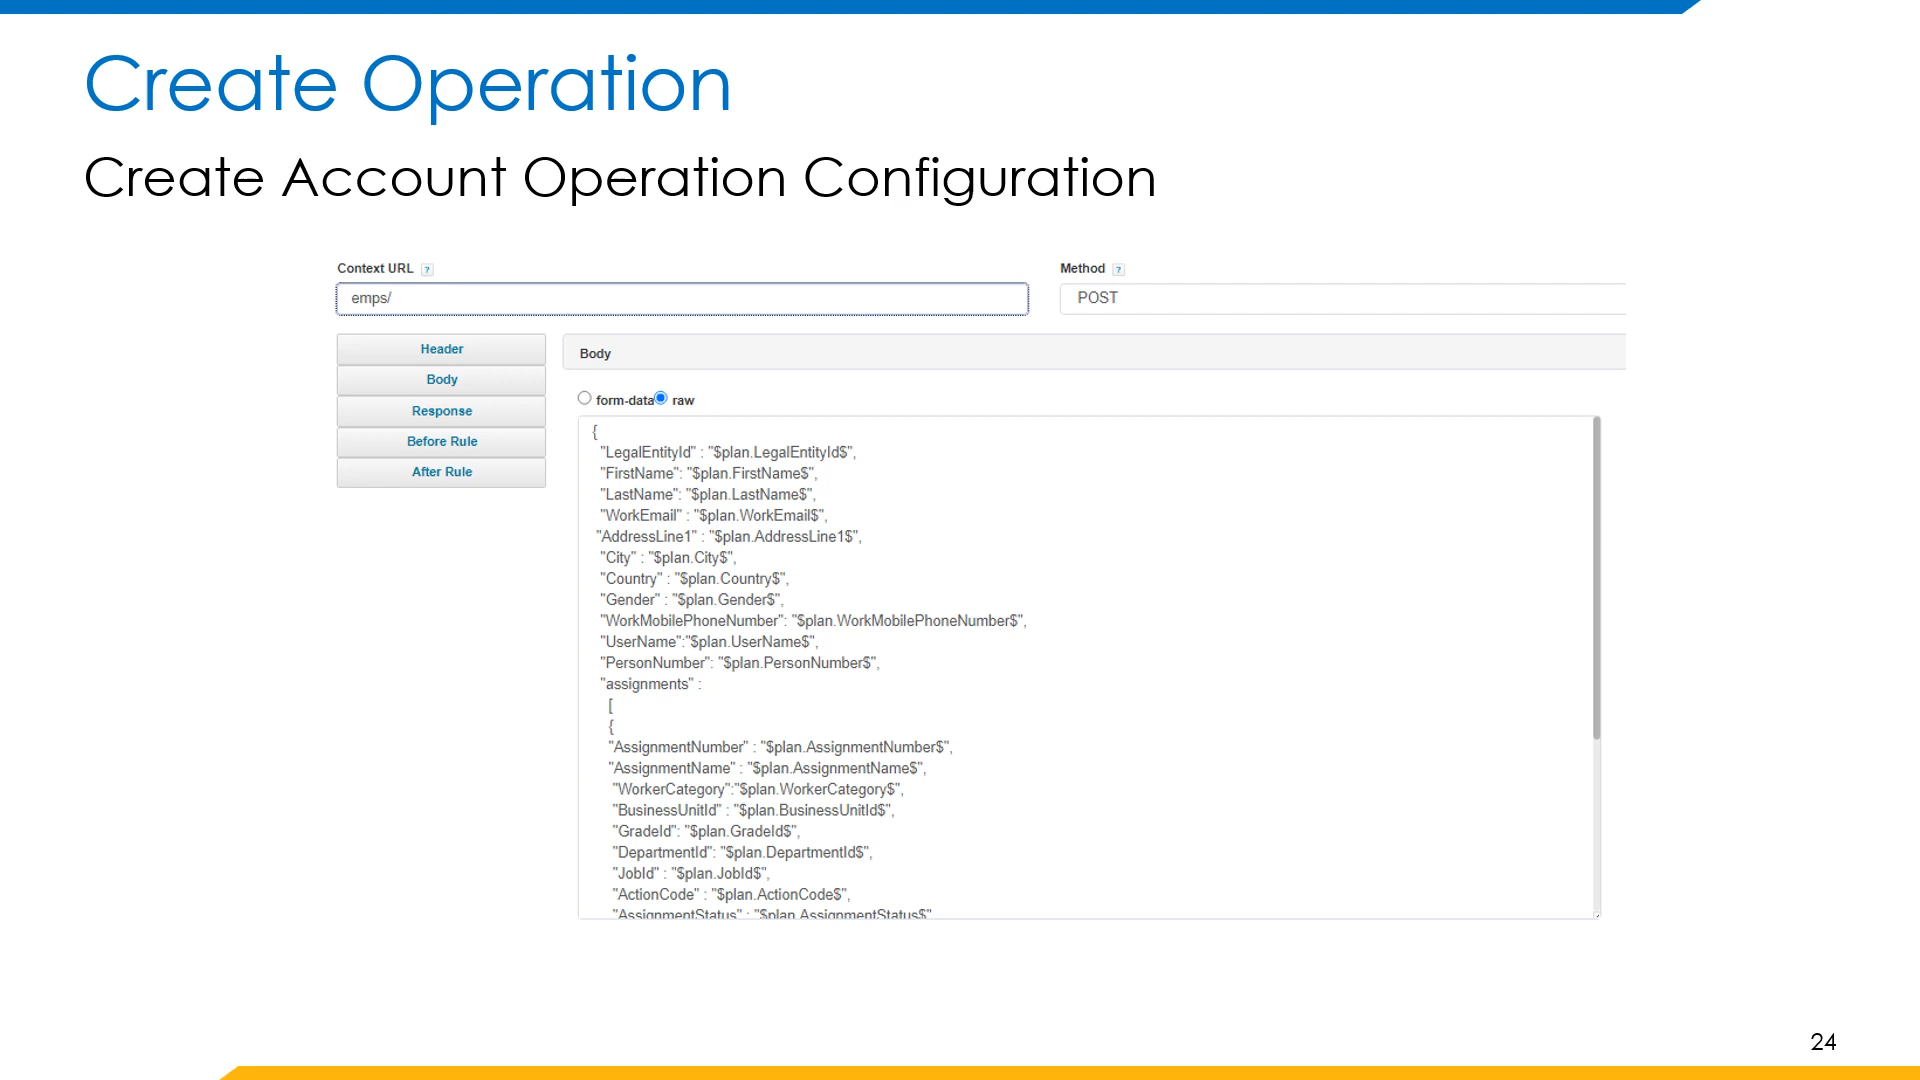 Create Operation
Create Account Operation Configuration
Context URL ?
Method ?
emps/
POST
Header
Body
Response
Before Rule
After Rule
Body
form-data raw
{
"LegalEntityId" : "$plan.LegalEntityId$",
"FirstName": "$plan.FirstName$",
"LastName": "$plan.LastName$",
"WorkEmail" : "$plan.WorkEmail$",
"AddressLine1" : "$plan.AddressLine1$",
"City" : "$plan.City$",
"Country" : "$plan.Country$",
"Gender" : "$plan.Gender$",
"WorkMobilePhoneNumber": "$plan.WorkMobilePhoneNumber$",
"UserName":"$plan.UserName$",
"PersonNumber": "$plan.PersonNumber$",
"assignments" :
[
{
"AssignmentNumber" : "$plan.AssignmentNumber$",
"AssignmentName" : "$plan.AssignmentName$",
"WorkerCategory":"$plan.WorkerCategory$",
"BusinessUnitId" : "$plan.BusinessUnitId$",
"GradeId": "$plan.GradeId$",
"DepartmentId": "$plan.DepartmentId$",
"JobId" : "$plan.JobId$",
"ActionCode" : "$plan.ActionCode$",
"AssignmentStatus" : "$plan.AssignmentStatus$"
24